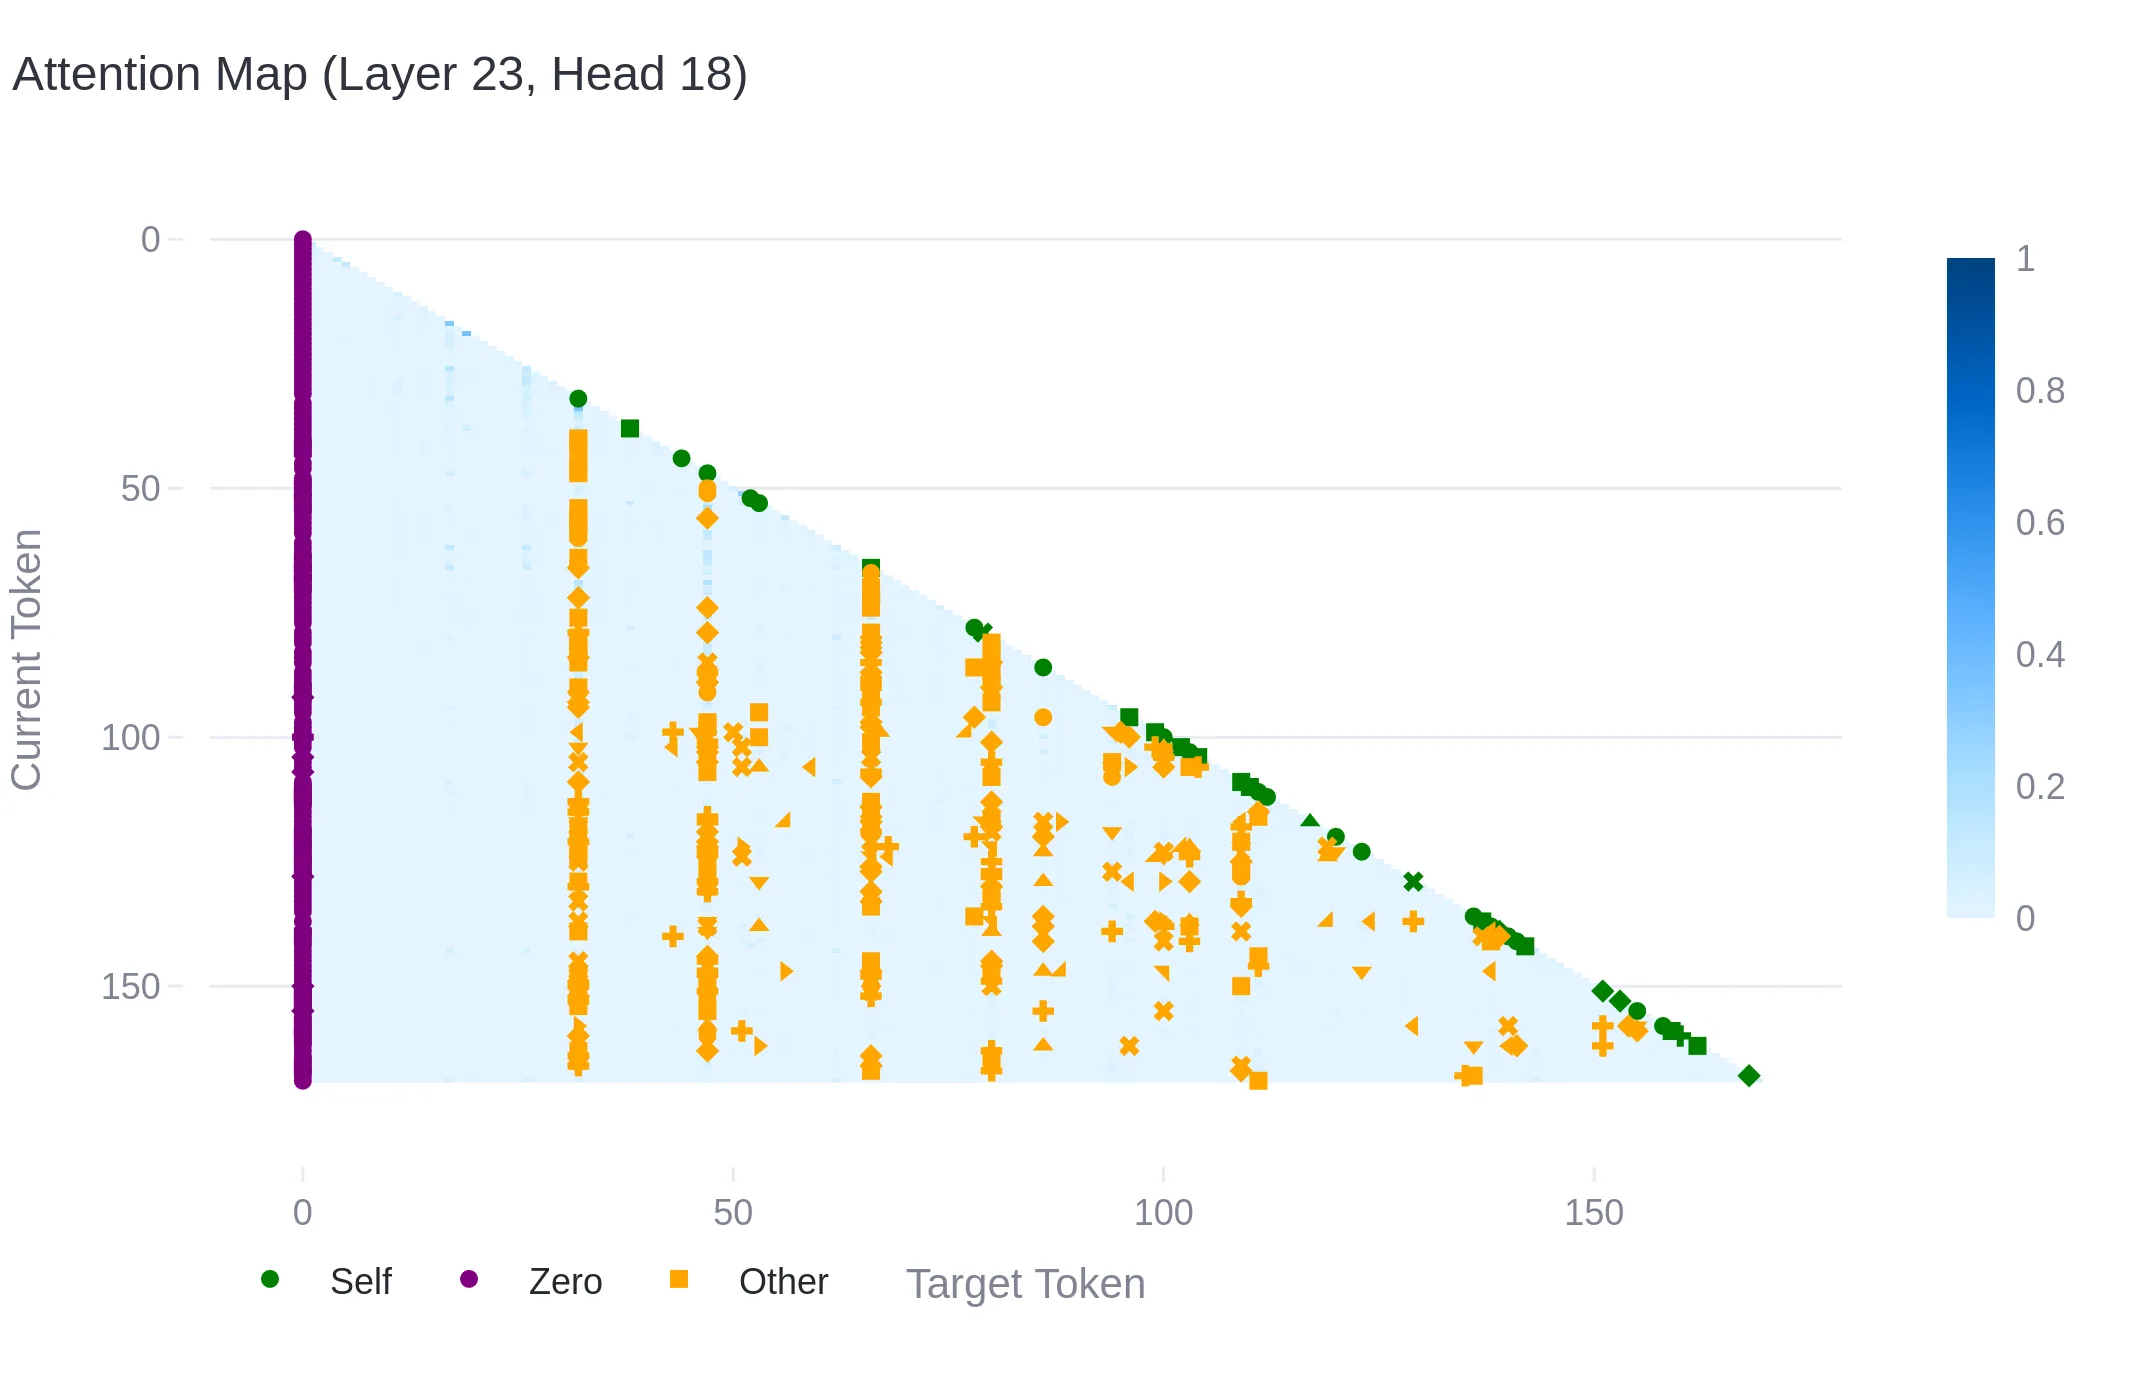 Attention Map (Layer 23, Head 18)
Current Token
0
50
100
150
0
50
100
150
Target Token
Self
Zero
Other
1
0.8
0.6
0.4
0.2
0